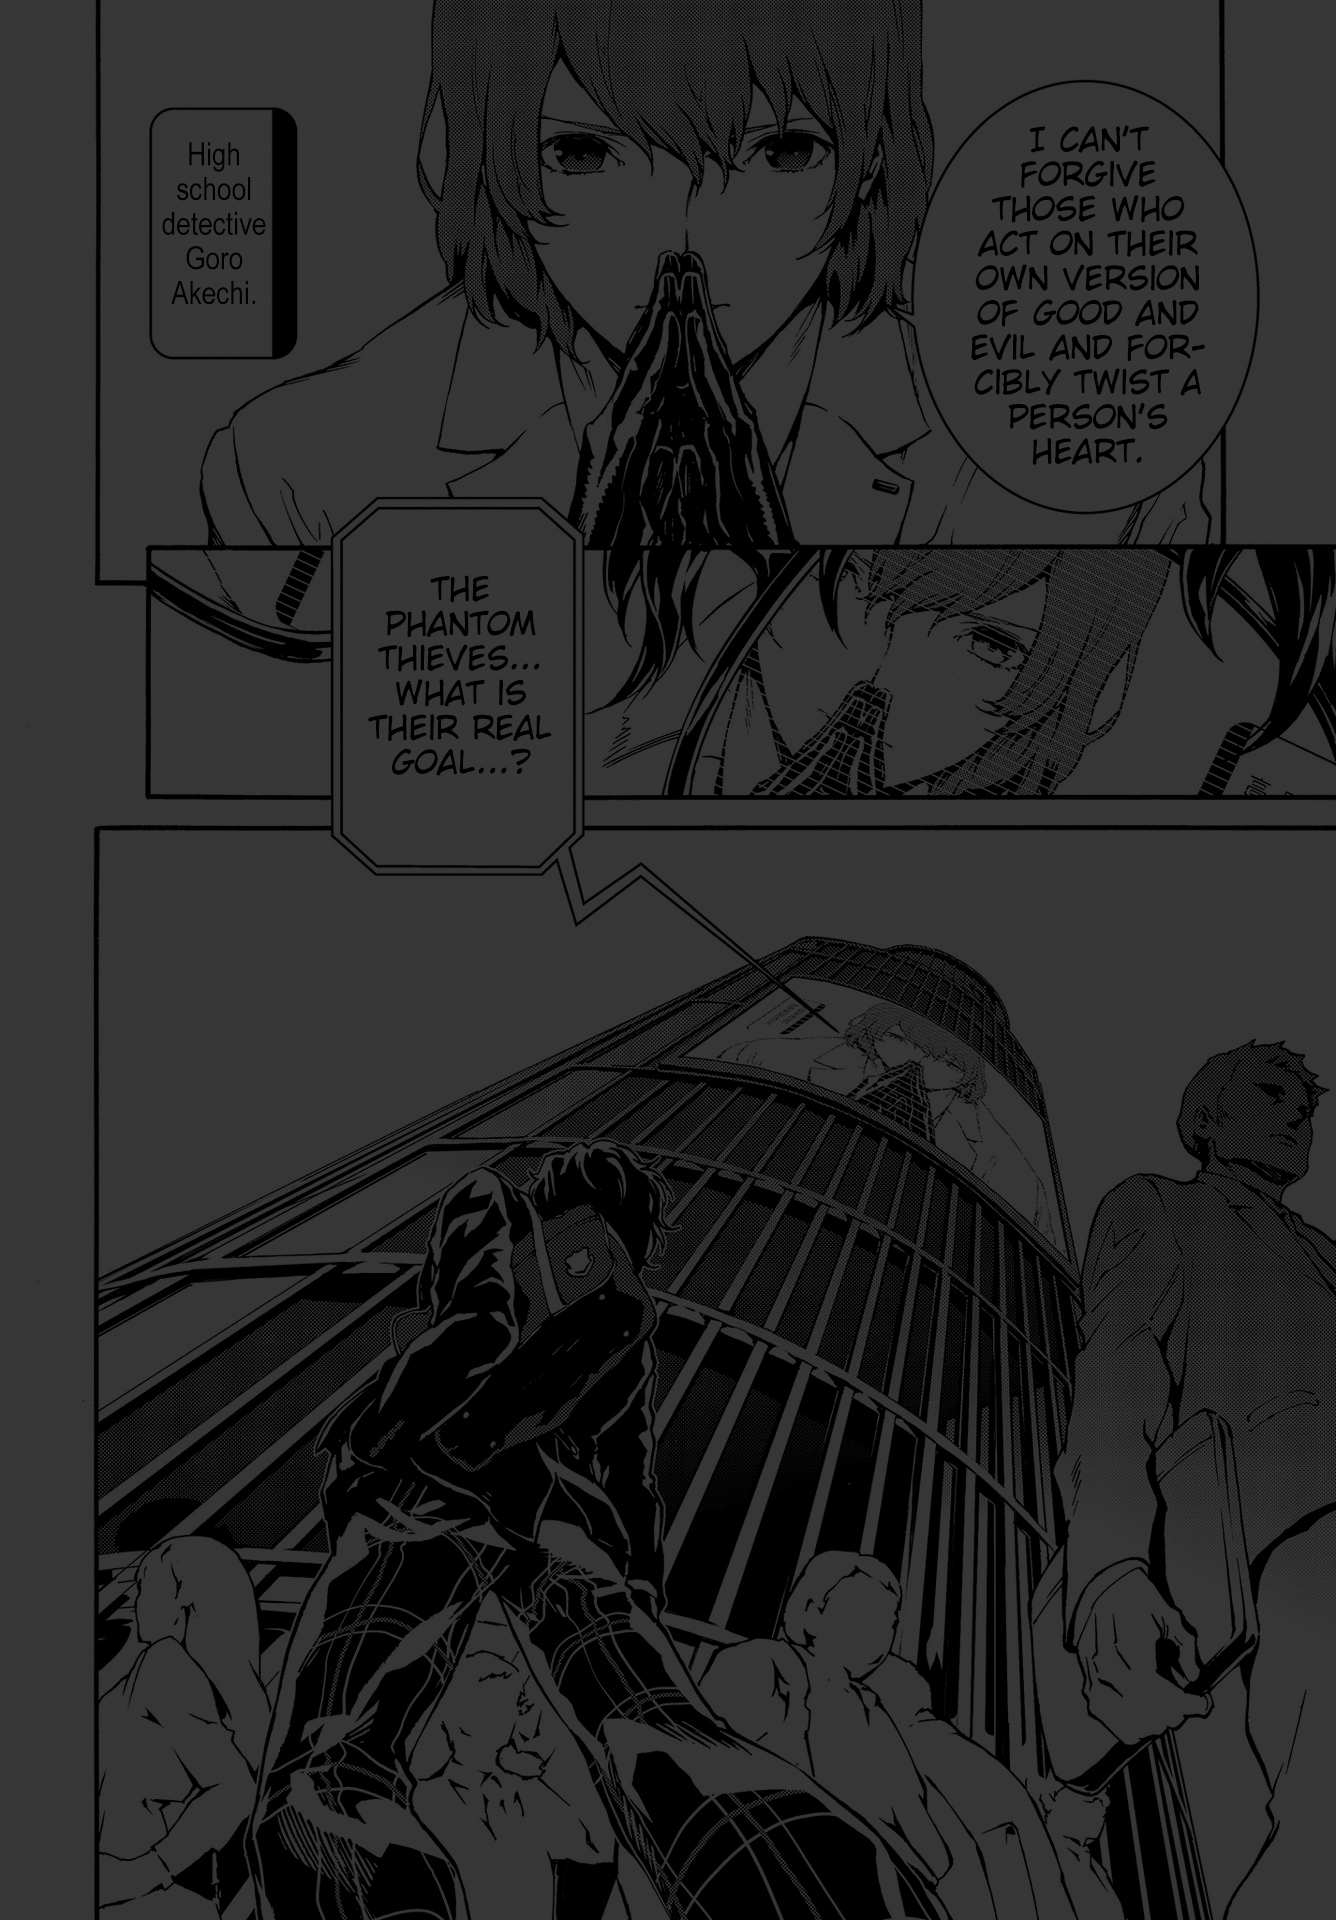 High
school
detective
Goro
Akechi.
I CAN'T
FORGIVE
THOSE WHO
ACT ON THEIR
OWN VERSION
OF GOOD AND
EVIL AND FOR-
CIBLY TWIST A
PERSON'S
HEART.
THE
PHANTOM
THIEVES...
WHAT IS
THEIR REAL
GOAL...?